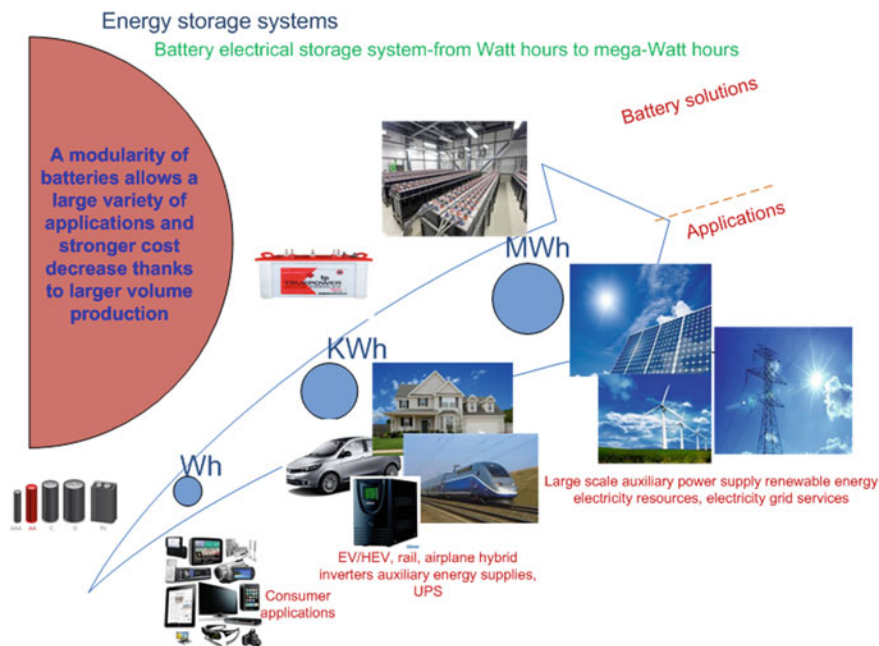 Energy storage systems
Battery electrical storage system-from Watt hours to mega-Watt hours
Battery solutions
A modularity of
batteries allows a
large variety of
applications and
stronger cost
decrease thanks
to larger volume
production
Applications
MWh
KWh
Wh
AAA
AA
C
D
9V
Large scale auxiliary power supply renewable energy
electricity resources, electricity grid services
EV/HEV, rail, airplane hybrid
inverters auxiliary energy supplies,
UPS
Consumer
applications